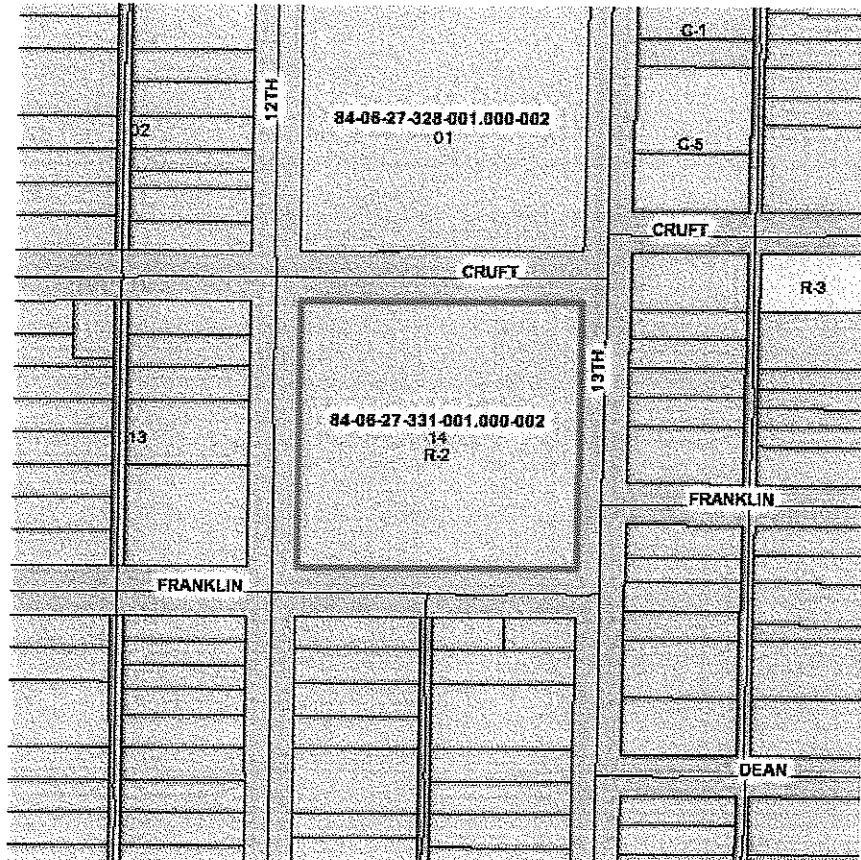 C-1
12TH
84-06-27-328-001.000-002
01
02
C-5
CRUFT
CRUFT
R-3
13TH
84-06-27-331-001.000-002
14
R-2
13
FRANKLIN
FRANKLIN
DEAN